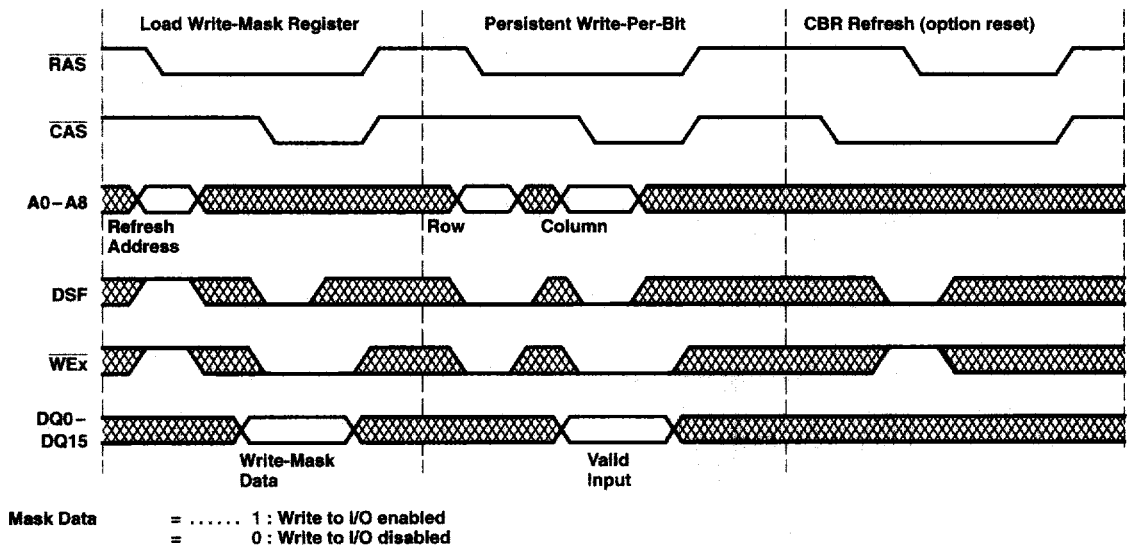 Load Write-Mask Register
Persistent Write-Per-Bit
CBR Refresh (option reset)
RAS
CAS
A0–A8
Refresh
Address
Row
Column
DSF
WEx
DQ0–
DQ15
Write-Mask
Data
Valid
Input
Mask Data = ...... 1 : Write to I/O enabled
= 0 : Write to I/O disabled